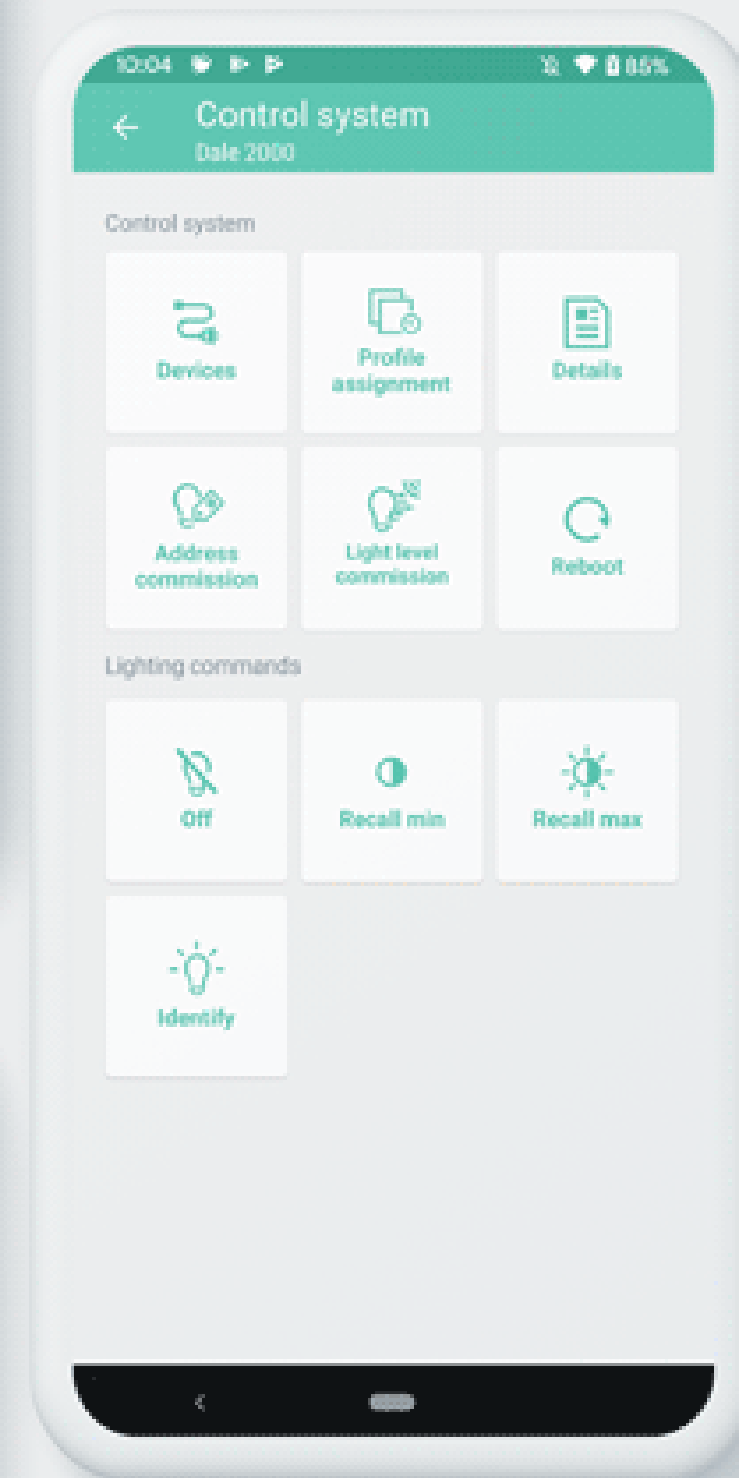 10:04
85%
Control system
Dale 2000
Control system
Devices
Profile
assignment
Details
Address
commission
Light level
commission
Reboot
Lighting commands
Off
Recall min
Recall max
Identify